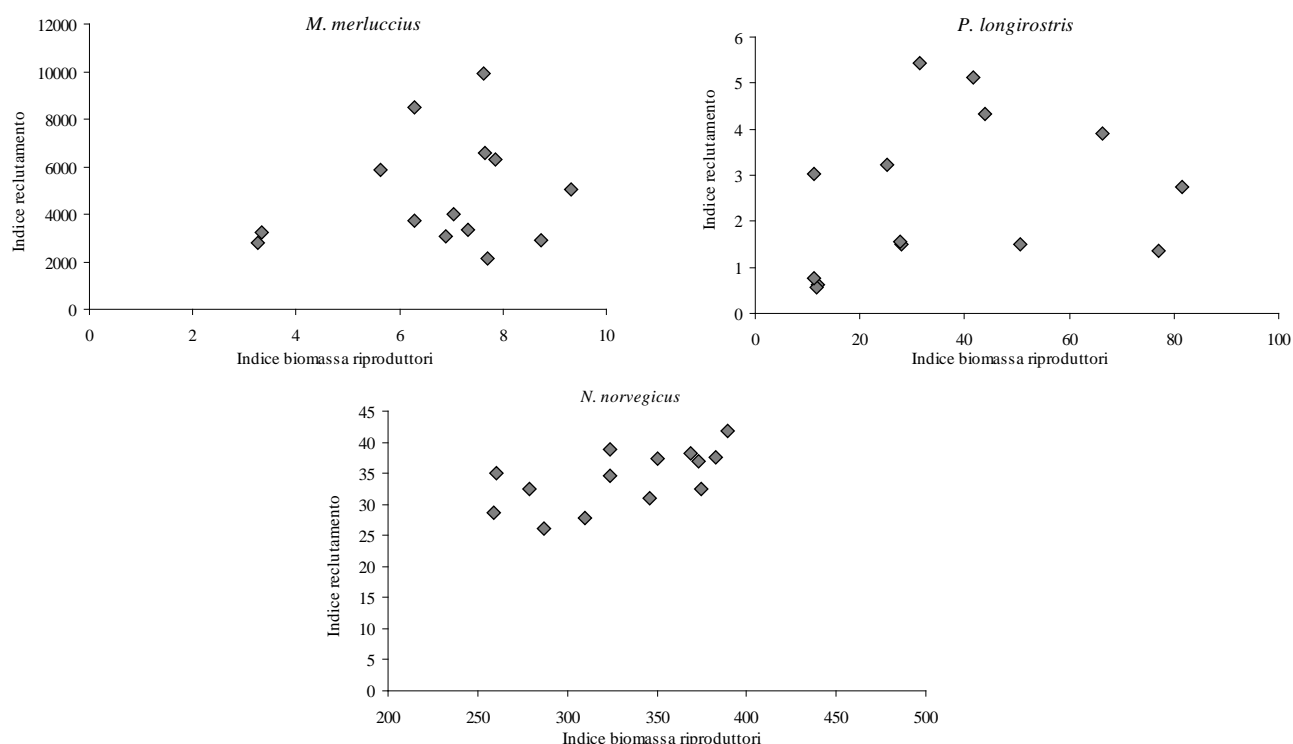 M. merluccius
12000
10000
8000
6000
4000
2000
0
Indice reclutamento
0 2 4 6 8 10
Indice biomassa riproduttori
P. longirostris
6
5
4
3
2
1
0
Indice reclutamento
0 20 40 60 80 100
Indice biomassa riproduttori
N. norvegicus
45
40
35
30
25
20
15
10
5
0
Indice reclutamento
200 250 300 350 400 450 500
Indice biomassa riproduttori